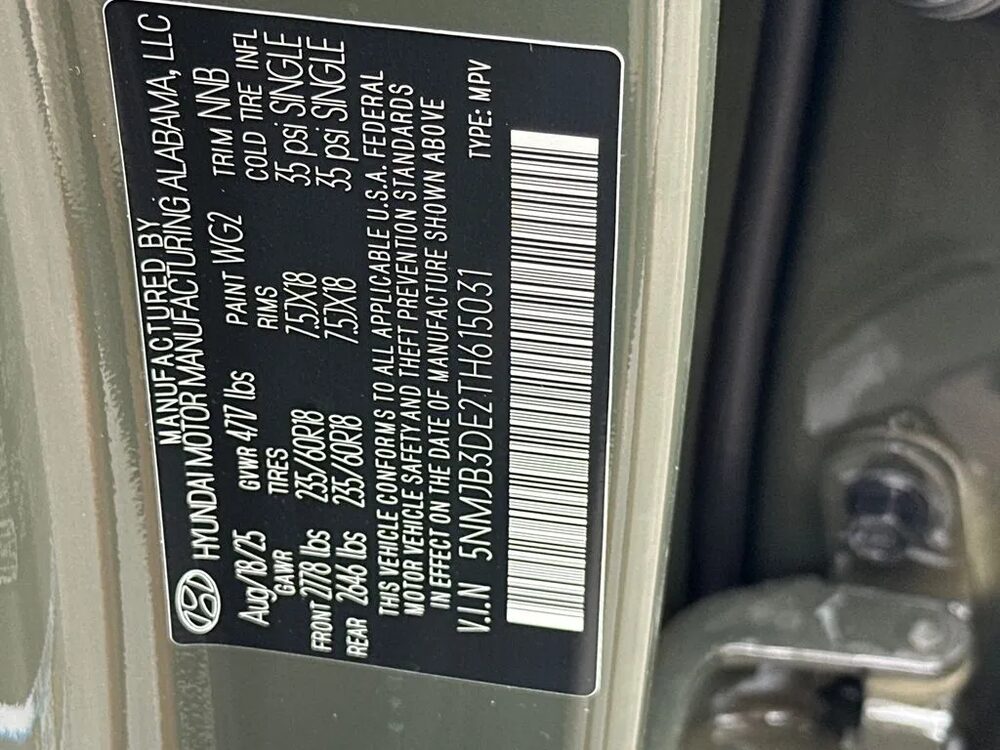 MANUFACTURED BY
HYUNDAI MOTOR MANUFACTURING ALABAMA, LLC
Aug/18/25 GVWR 4717 lbs PAINT WG2 TRIM NNB
GAWR TIRES RIMS COLD TIRE INFL
FRONT 2778 lbs 235/60R18 7.5JX18 35 psi SINGLE
REAR 2646 lbs 235/60R18 7.5JX18 35 psi SINGLE
THIS VEHICLE CONFORMS TO ALL APPLICABLE U.S.A. FEDERAL
MOTOR VEHICLE SAFETY AND THEFT PREVENTION STANDARDS
IN EFFECT ON THE DATE OF MANUFACTURE SHOWN ABOVE
V.I.N 5NMJB3DE2TH615031 TYPE: MPV